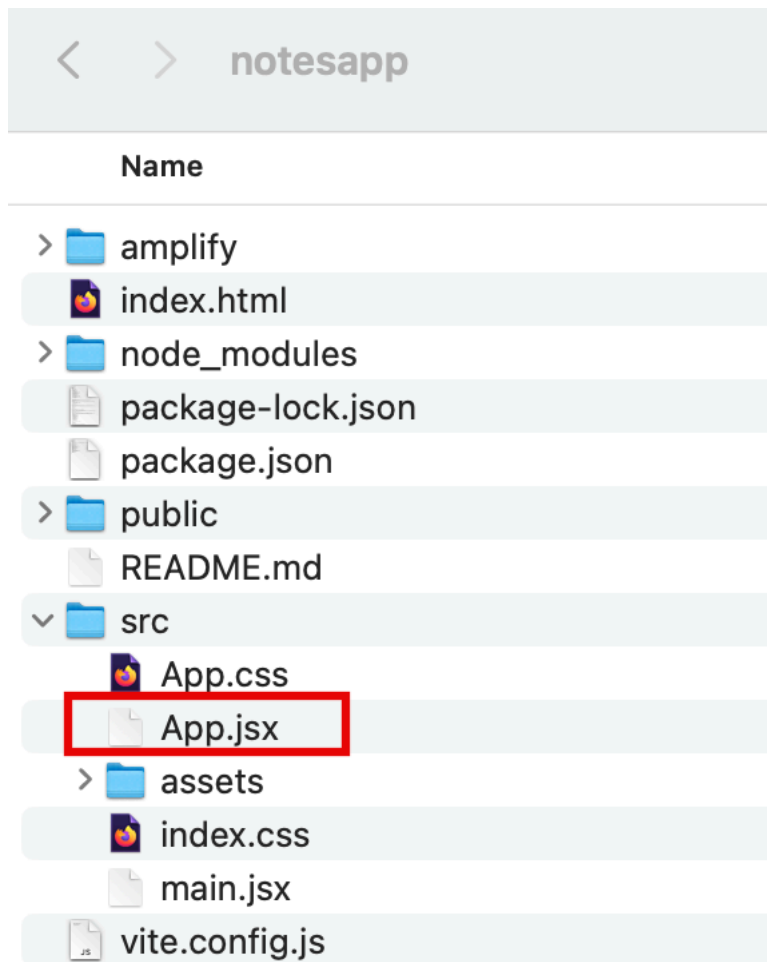 notesapp
Name
amplify
index.html
node_modules
package-lock.json
package.json
public
README.md
src
App.css
App.jsx
assets
index.css
main.jsx
JS
vite.config.js